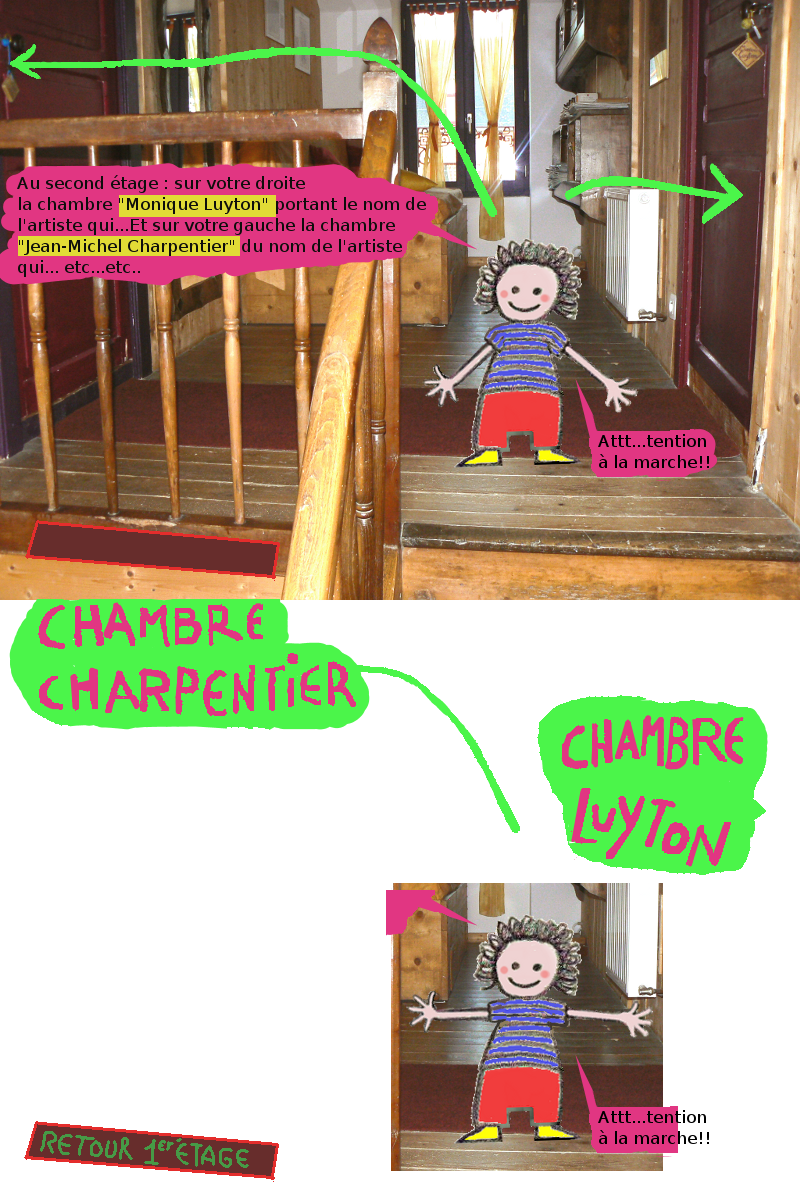 Au second étage : sur votre droite
la chambre "Monique Luyton" portant le nom de
l'artiste qui...Et sur votre gauche la chambre
"Jean-Michel Charpentier" du nom de l'artiste
qui... etc...etc..
Attt...tention
à la marche!!
CHAMBRE
CHARPENTiER
CHAMBRE
LUYTON
Attt...tention
à la marche!!
RETOUR 1er ÉTAGE